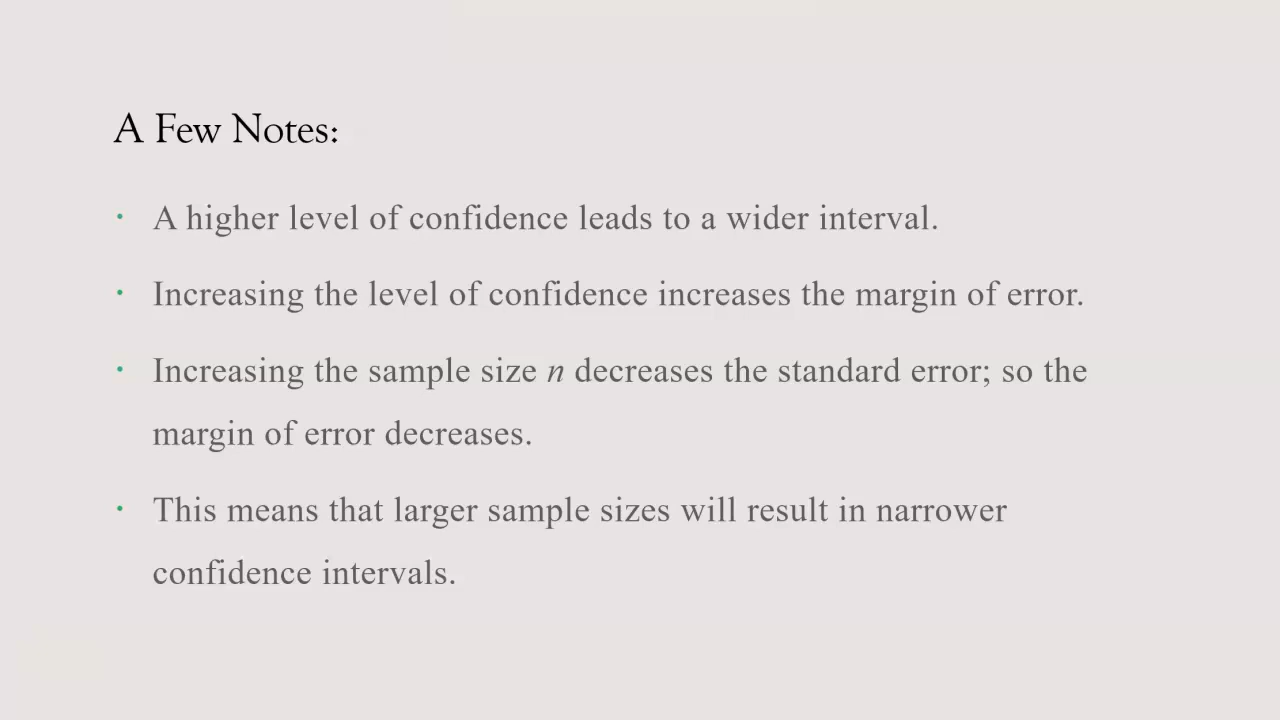 A Few Notes:
• A higher level of confidence leads to a wider interval.
• Increasing the level of confidence increases the margin of error.
• Increasing the sample size n decreases the standard error; so the
margin of error decreases.
• This means that larger sample sizes will result in narrower
confidence intervals.